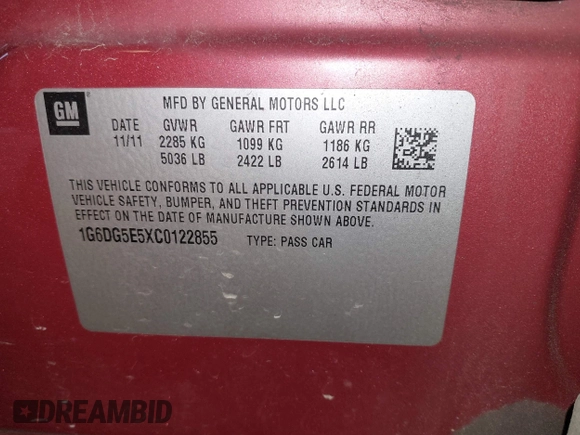 GM
MFD BY GENERAL MOTORS LLC
DATE GVWR GAWR FRT GAWR RR
11/11 2285 KG 1099 KG 1186 KG
5036 LB 2422 LB 2614 LB
THIS VEHICLE CONFORMS TO ALL APPLICABLE U.S. FEDERAL MOTOR
VEHICLE SAFETY, BUMPER, AND THEFT PREVENTION STANDARDS IN
EFFECT ON THE DATE OF MANUFACTURE SHOWN ABOVE.
1G6DG5E5XC0122855 TYPE: PASS CAR
DREAMBID